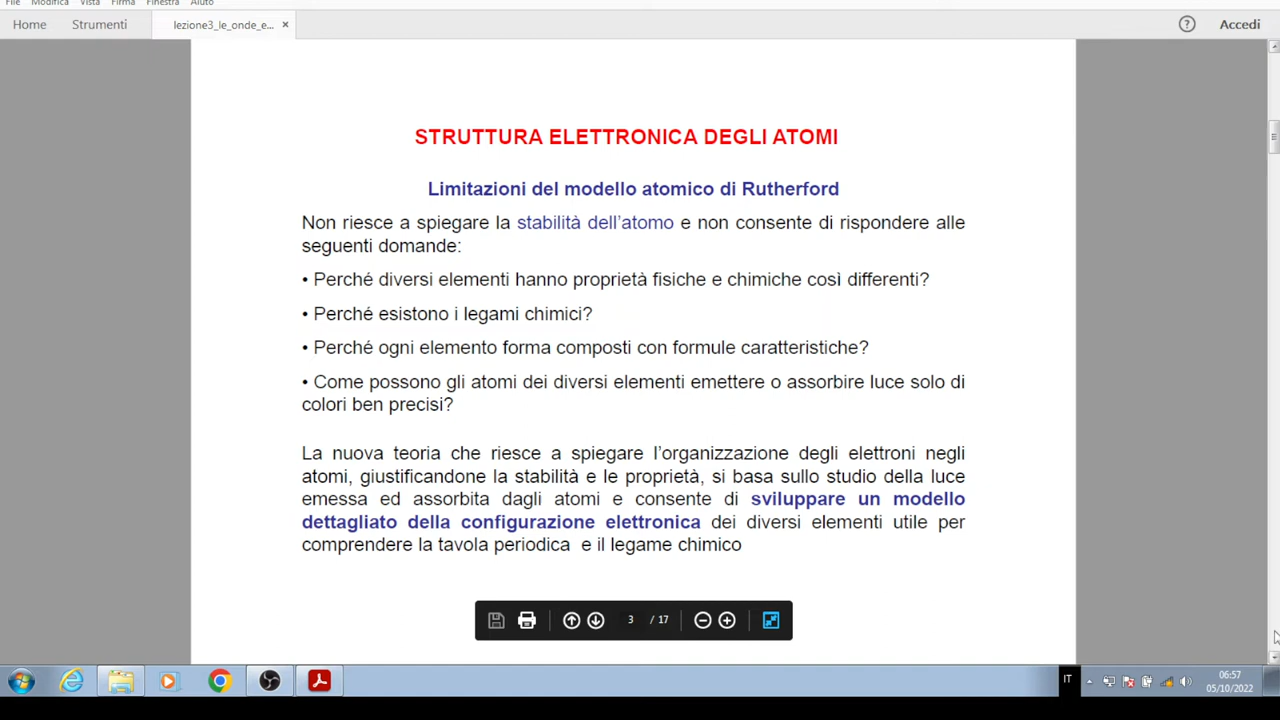 File Modifica Vista Firma Finestra Aiuto
Home Strumenti lezione3_le_onde_e... × ? Accedi
STRUTTURA ELETTRONICA DEGLI ATOMI
Limitazioni del modello atomico di Rutherford
Non riesce a spiegare la stabilità dell’atomo e non consente di rispondere alle
seguenti domande:
• Perché diversi elementi hanno proprietà fisiche e chimiche così differenti?
• Perché esistono i legami chimici?
• Perché ogni elemento forma composti con formule caratteristiche?
• Come possono gli atomi dei diversi elementi emettere o assorbire luce solo di
colori ben precisi?
La nuova teoria che riesce a spiegare l’organizzazione degli elettroni negli
atomi, giustificandone la stabilità e le proprietà, si basa sullo studio della luce
emessa ed assorbita dagli atomi e consente di sviluppare un modello
dettagliato della configurazione elettronica dei diversi elementi utile per
comprendere la tavola periodica e il legame chimico
3 / 17
IT 06:57
05/10/2022